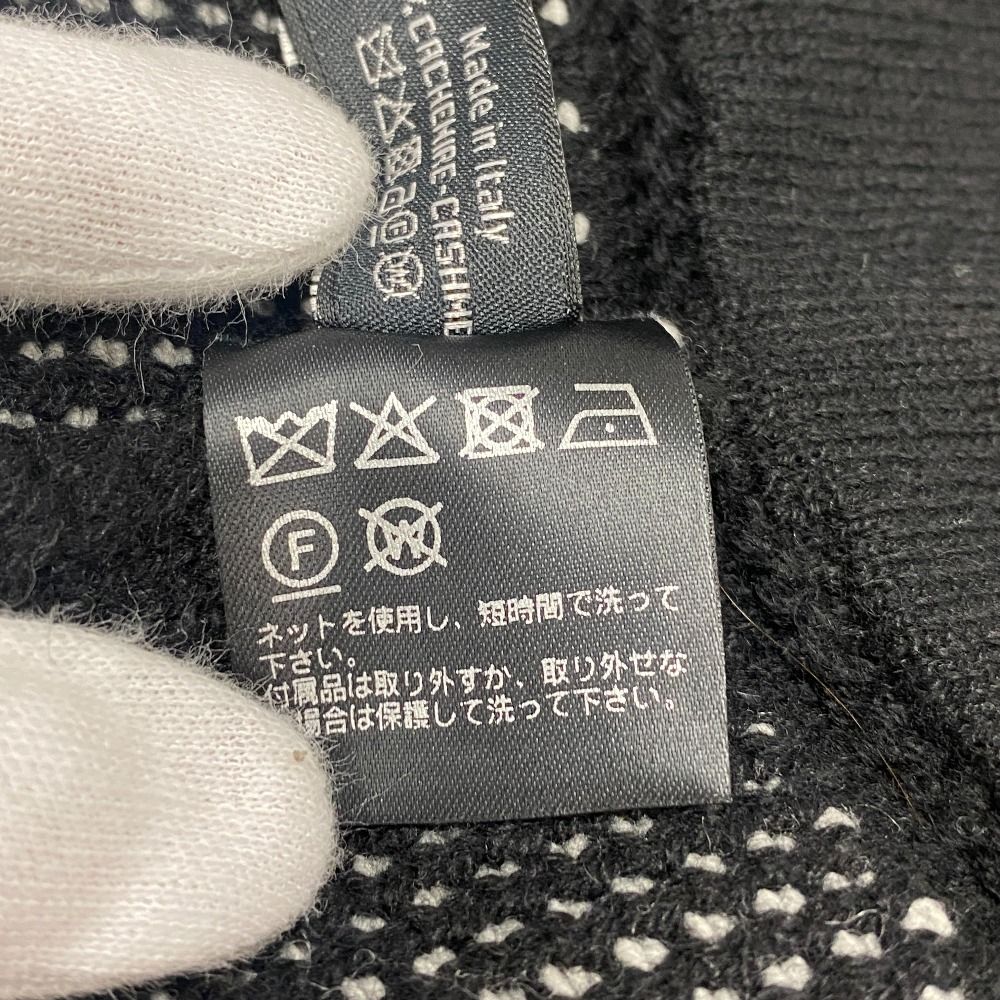 Made in Italy
CACHEMIRE-CASHME
W
F
W
ネットを使用し、短時間で洗って
下さい。
付属品は取り外すか、取り外せな
場合は保護して洗って下さい。